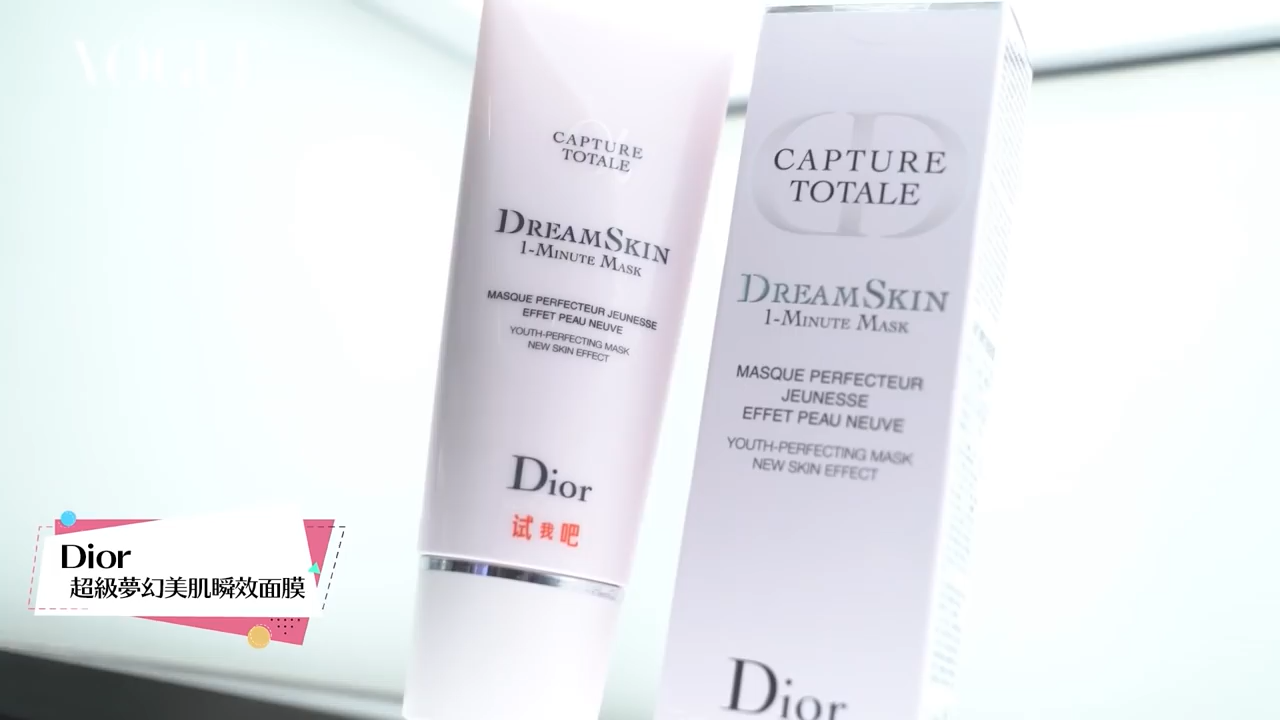 VOGUE
CAPTURE
TOTALE
DREAMSKIN
1-MINUTE MASK
MASQUE PERFECTEUR JEUNESSE
EFFET PEAU NEUVE
YOUTH-PERFECTING MASK
NEW SKIN EFFECT
Dior
试我吧
CAPTURE
TOTALE
DREAMSKIN
1-MINUTE MASK
MASQUE PERFECTEUR
JEUNESSE
EFFET PEAU NEUVE
YOUTH-PERFECTING MASK
NEW SKIN EFFECT
Dior
Dior
超級夢幻美肌瞬效面膜